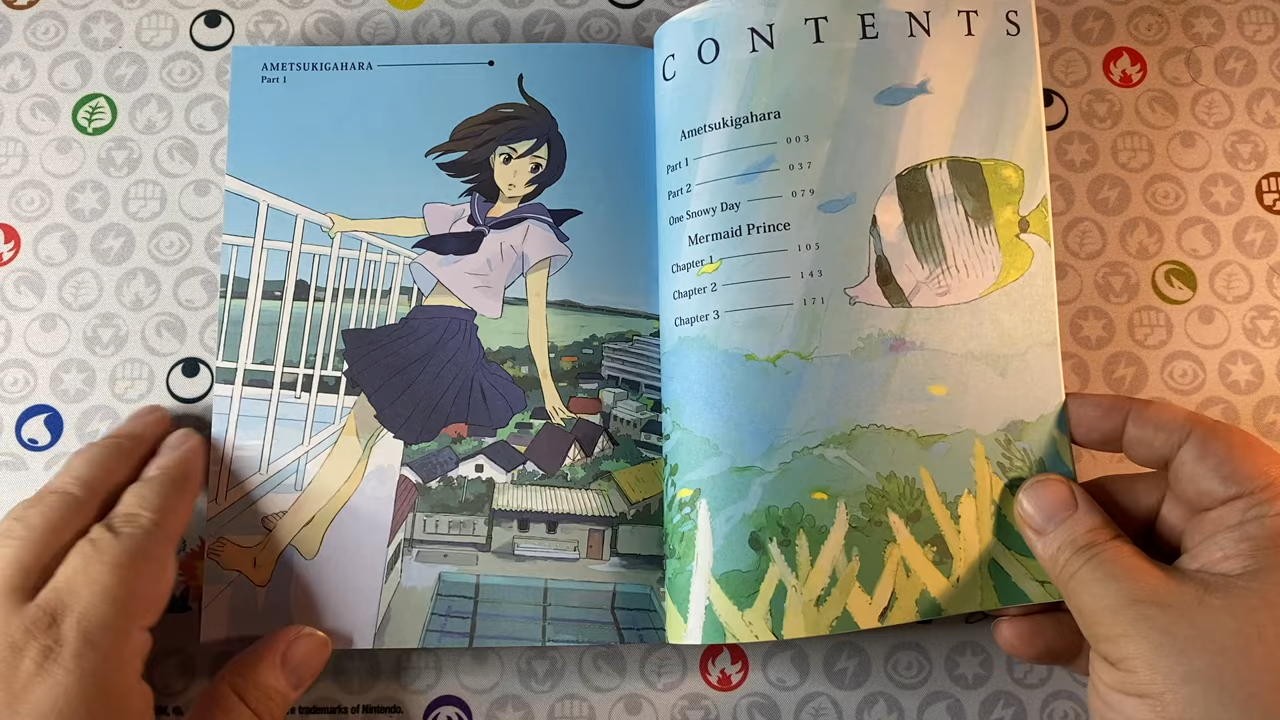 AMETSUKIGAHARA
Part 1
CONTENTS
Ametsukigahara
Part 1 003
Part 2 037
One Snowy Day 079
Mermaid Prince
Chapter 1 105
Chapter 2 143
Chapter 3 171
trademarks of Nintendo.